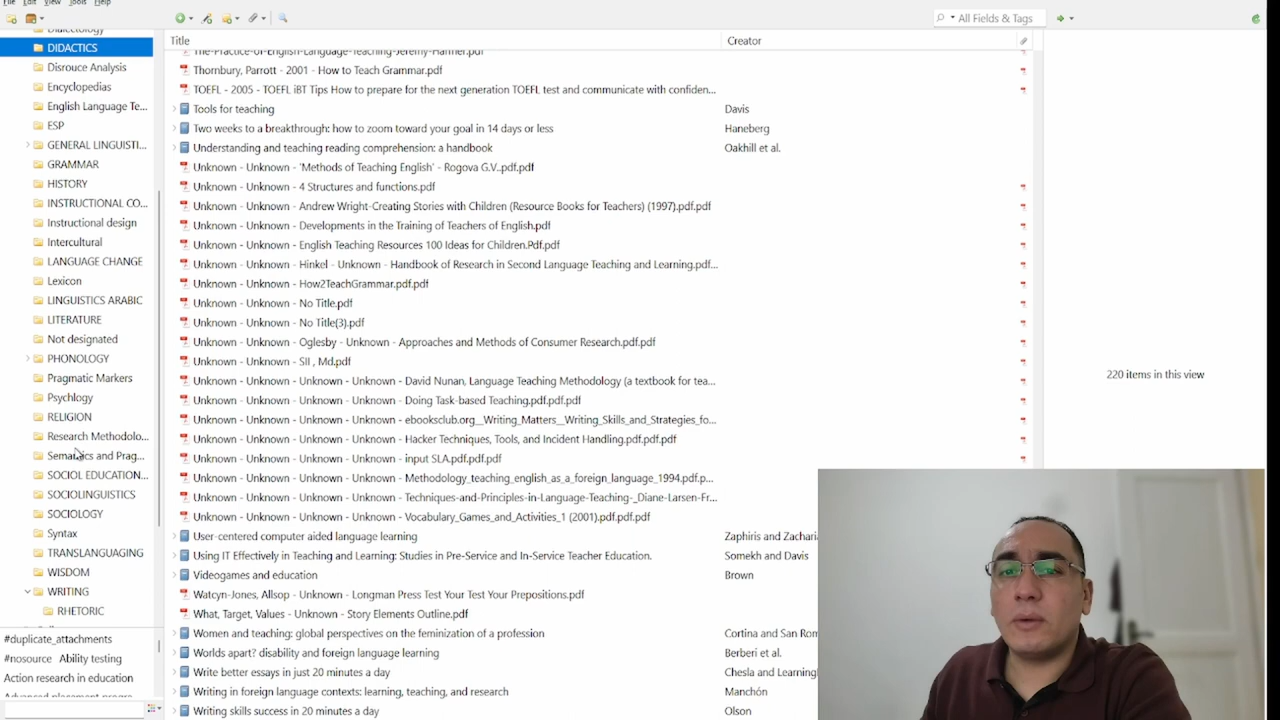 File Edit View Tools Help
All Fields & Tags
Title Creator
Dialectology
DIDACTICS
Disrouce Analysis
Encyclopedias
English Language Te...
ESP
GENERAL LINGUISTI...
GRAMMAR
HISTORY
INSTRUCTIONAL CO...
Instructional design
Intercultural
LANGUAGE CHANGE
Lexicon
LINGUISTICS ARABIC
LITERATURE
Not designated
PHONOLOGY
Pragmatic Markers
Psychlogy
RELIGION
Research Methodolo...
Semantics and Prag...
SOCIOL EDUCATION...
SOCIOLINGUISTICS
SOCIOLOGY
Syntax
TRANSLANGUAGING
WISDOM
WRITING
RHETORIC
#duplicate_attachments
#nosource Ability testing
Action research in education
Advanced placement progra
The-Practice-of-English-Language-Teaching-Jeremy-Harmer.pdf
Thornbury, Parrott - 2001 - How to Teach Grammar.pdf
TOEFL - 2005 - TOEFL iBT Tips How to prepare for the next generation TOEFL test and communicate with confiden...
Tools for teaching Davis
Two weeks to a breakthrough: how to zoom toward your goal in 14 days or less Haneberg
Understanding and teaching reading comprehension: a handbook Oakhill et al.
Unknown - Unknown - 'Methods of Teaching English' - Rogova G.V..pdf.pdf
Unknown - Unknown - 4 Structures and functions.pdf
Unknown - Unknown - Andrew Wright-Creating Stories with Children (Resource Books for Teachers) (1997).pdf.pdf
Unknown - Unknown - Developments in the Training of Teachers of English.pdf
Unknown - Unknown - English Teaching Resources 100 Ideas for Children.Pdf.pdf
Unknown - Unknown - Hinkel - Unknown - Handbook of Research in Second Language Teaching and Learning.pdf...
Unknown - Unknown - How2TeachGrammar.pdf.pdf
Unknown - Unknown - No Title.pdf
Unknown - Unknown - No Title(3).pdf
Unknown - Unknown - Oglesby - Unknown - Approaches and Methods of Consumer Research.pdf.pdf
Unknown - Unknown - SII , Md.pdf
Unknown - Unknown - Unknown - Unknown - David Nunan, Language Teaching Methodology (a textbook for tea...
Unknown - Unknown - Unknown - Unknown - Doing Task-based Teaching.pdf.pdf.pdf
Unknown - Unknown - Unknown - Unknown - ebooksclub.org__Writing_Matters__Writing_Skills_and_Strategies_fo...
Unknown - Unknown - Unknown - Unknown - Hacker Techniques, Tools, and Incident Handling.pdf.pdf.pdf
Unknown - Unknown - Unknown - Unknown - input SLA.pdf.pdf.pdf
Unknown - Unknown - Unknown - Unknown - Methodology_teaching_english_as_a_foreign_language_1994.pdf.p...
Unknown - Unknown - Unknown - Unknown - Techniques-and-Principles-in-Language-Teaching-_Diane-Larsen-Fr...
Unknown - Unknown - Unknown - Unknown - Vocabulary_Games_and_Activities_1 (2001).pdf.pdf.pdf
User-centered computer aided language learning Zaphiris and Zachari
Using IT Effectively in Teaching and Learning: Studies in Pre-Service and In-Service Teacher Education. Somekh and Davis
Videogames and education Brown
Watcyn-Jones, Allsop - Unknown - Longman Press Test Your Test Your Prepositions.pdf
What, Target, Values - Unknown - Story Elements Outline.pdf
Women and teaching: global perspectives on the feminization of a profession Cortina and San Rom
Worlds apart? disability and foreign language learning Berberi et al.
Write better essays in just 20 minutes a day Chesla and Learning
Writing in foreign language contexts: learning, teaching, and research Manchón
Writing skills success in 20 minutes a day Olson
220 items in this view